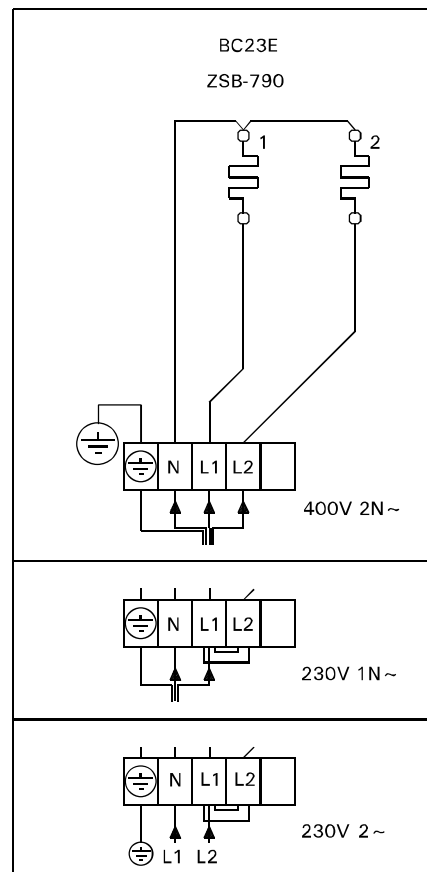 BC23E
ZSB-790
1 2
N L1 L2
400V 2N~
N L1 L2
230V 1N~
N L1 L2
230V 2~
L1 L2